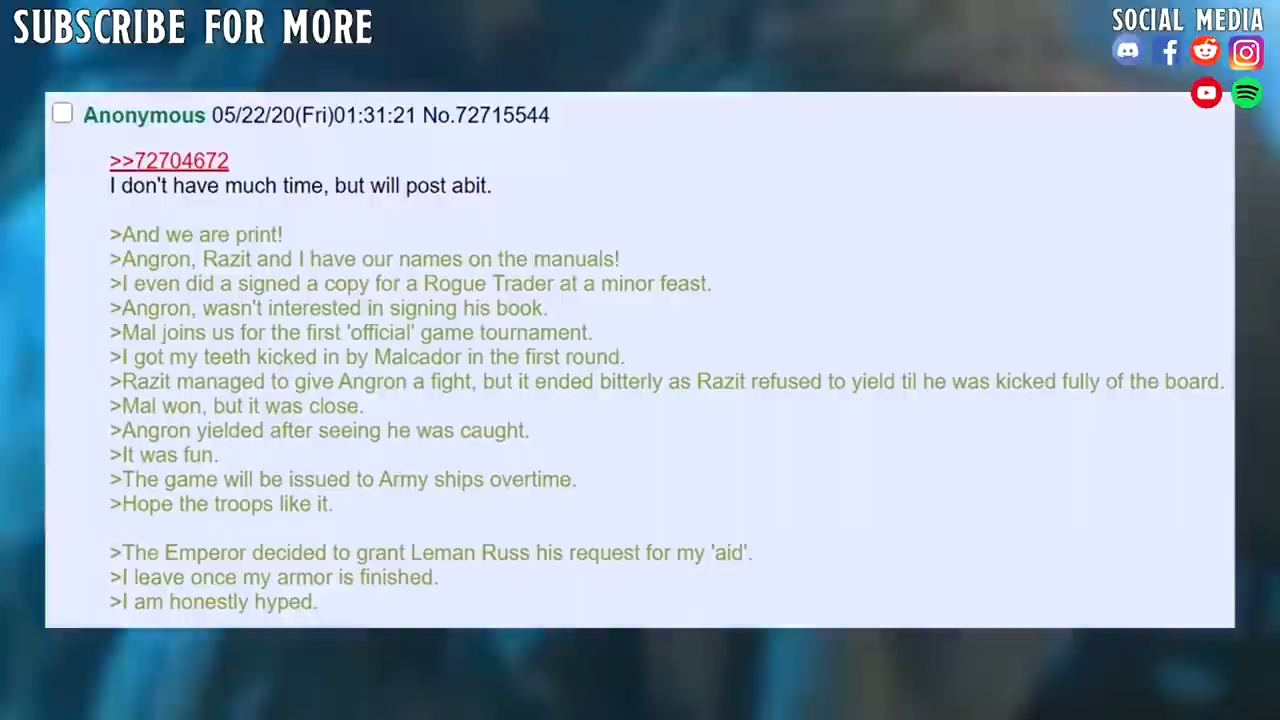 SUBSCRIBE FOR MORE
SOCIAL MEDIA
Anonymous 05/22/20(Fri)01:31:21 No.72715544
>>72704672
I don't have much time, but will post abit.
>And we are print!
>Angron, Razit and I have our names on the manuals!
>I even did a signed a copy for a Rogue Trader at a minor feast.
>Angron, wasn't interested in signing his book.
>Mal joins us for the first 'official' game tournament.
>I got my teeth kicked in by Malcador in the first round.
>Razit managed to give Angron a fight, but it ended bitterly as Razit refused to yield til he was kicked fully of the board.
>Mal won, but it was close.
>Angron yielded after seeing he was caught.
>It was fun.
>The game will be issued to Army ships overtime.
>Hope the troops like it.
>The Emperor decided to grant Leman Russ his request for my 'aid'.
>I leave once my armor is finished.
>I am honestly hyped.